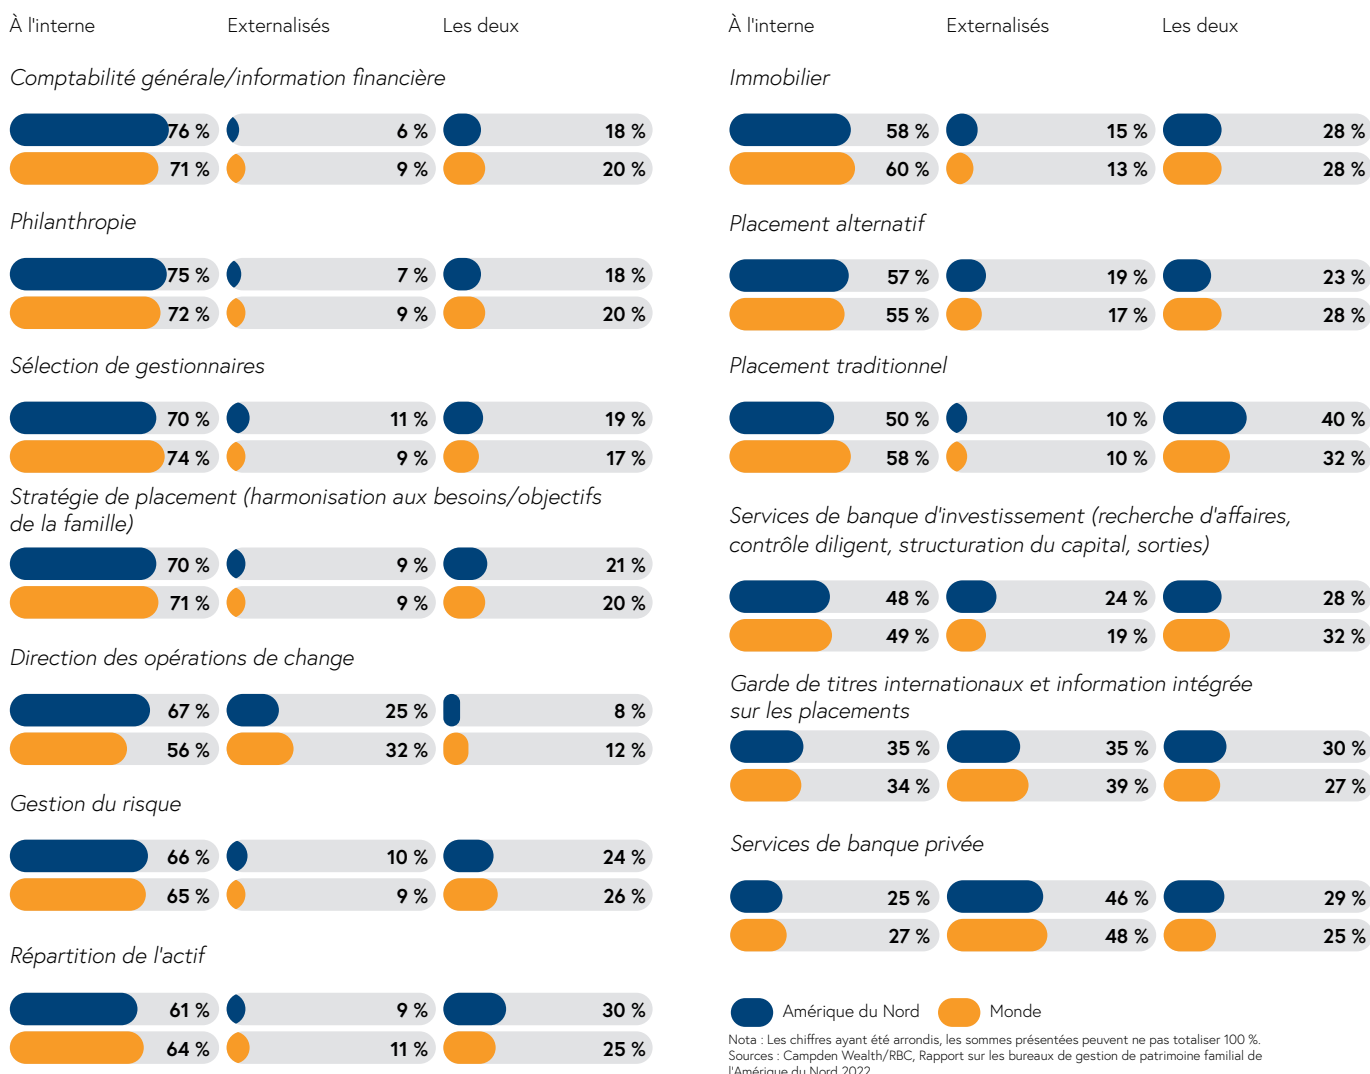 À l'interne Externalisés Les deux
Comptabilité générale/information financière
76 % 6 % 18 %
71 % 9 % 20 %
Philanthropie
75 % 7 % 18 %
72 % 9 % 20 %
Sélection de gestionnaires
70 % 11 % 19 %
74 % 9 % 17 %
Stratégie de placement (harmonisation aux besoins/objectifs
de la famille)
70 % 9 % 21 %
71 % 9 % 20 %
Direction des opérations de change
67 % 25 % 8 %
56 % 32 % 12 %
Gestion du risque
66 % 10 % 24 %
65 % 9 % 26 %
Répartition de l'actif
61 % 9 % 30 %
64 % 11 % 25 %
À l'interne Externalisés Les deux
Immobilier
58 % 15 % 28 %
60 % 13 % 28 %
Placement alternatif
57 % 19 % 23 %
55 % 17 % 28 %
Placement traditionnel
50 % 10 % 40 %
58 % 10 % 32 %
Services de banque d'investissement (recherche d'affaires,
contrôle diligent, structuration du capital, sorties)
48 % 24 % 28 %
49 % 19 % 32 %
Garde de titres internationaux et information intégrée
sur les placements
35 % 35 % 30 %
34 % 39 % 27 %
Services de banque privée
25 % 46 % 29 %
27 % 48 % 25 %
Amérique du Nord Monde
Nota : Les chiffres ayant été arrondis, les sommes présentées peuvent ne pas totaliser 100 %.
Sources : Campden Wealth/RBC, Rapport sur les bureaux de gestion de patrimoine familial de
l'Amérique du Nord 2022